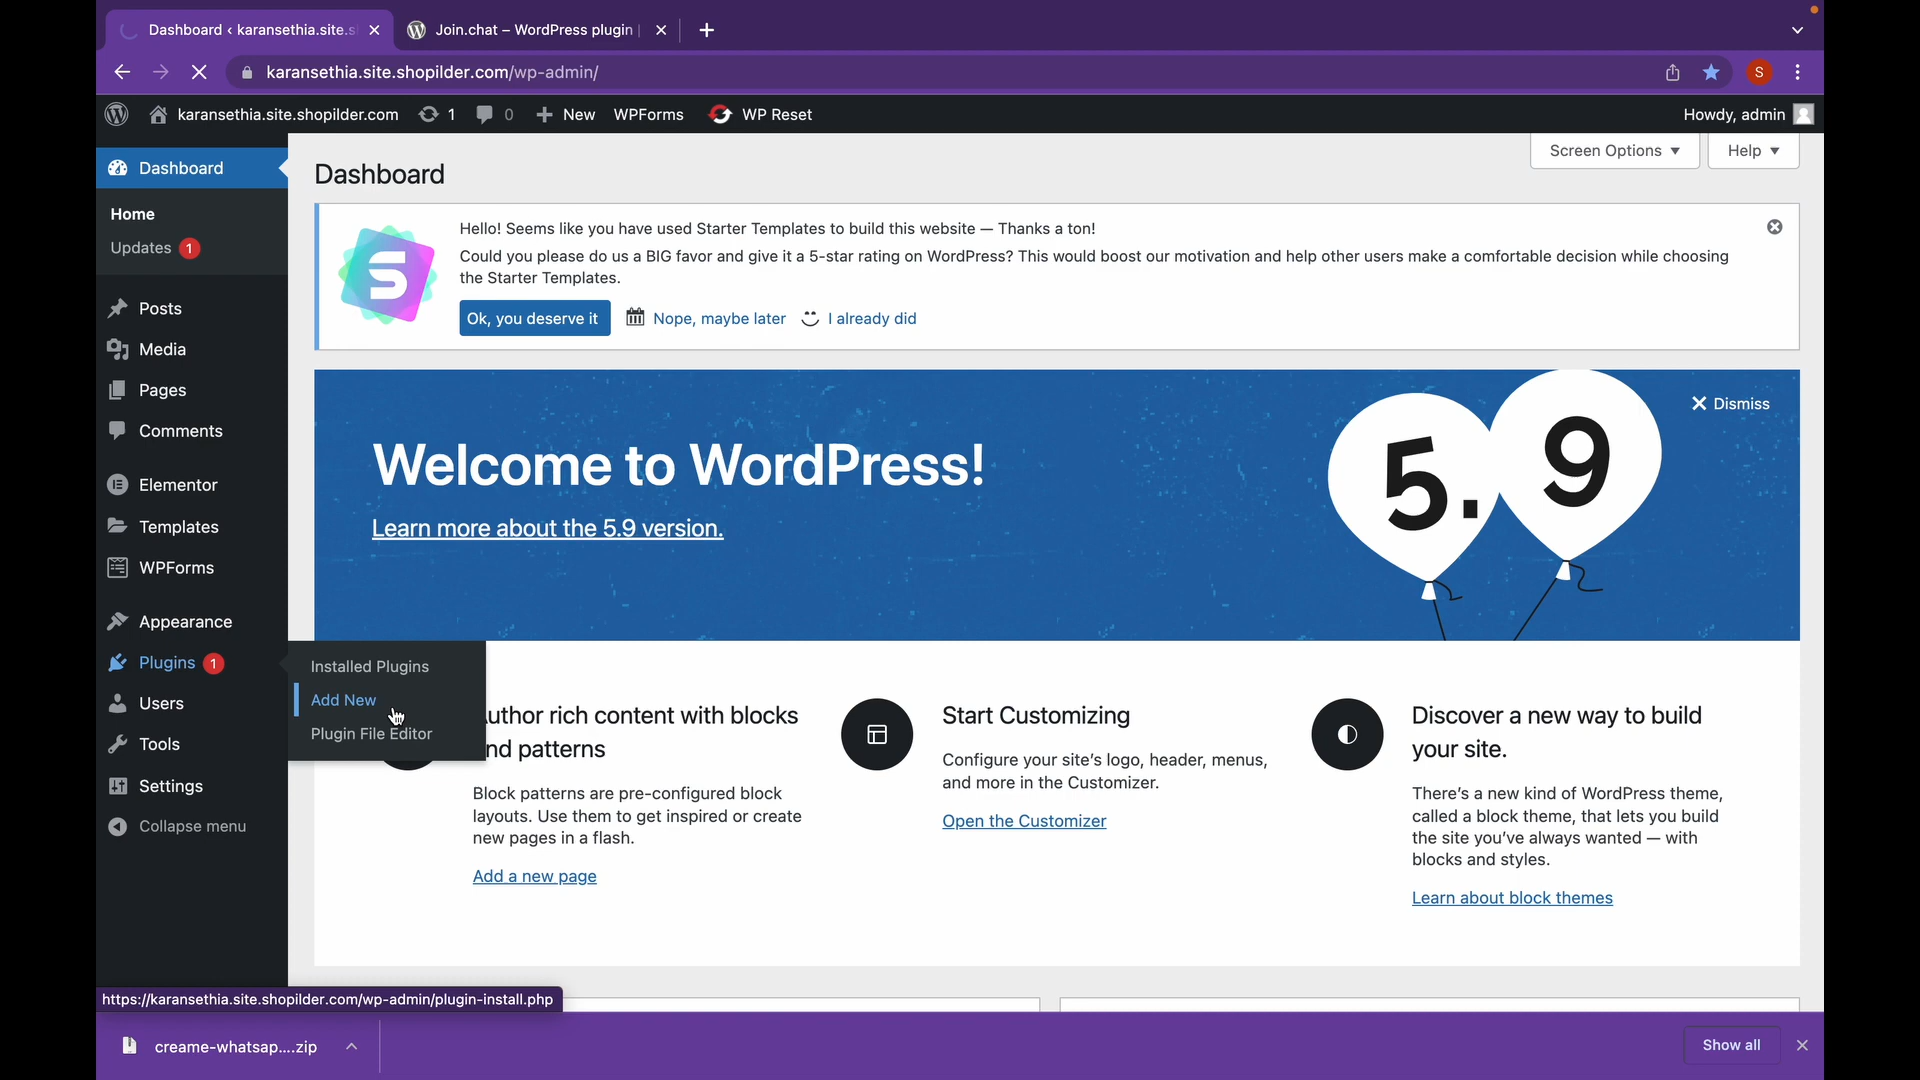 Dashboard ‹ karansethia.site.s
Join.chat – WordPress plugin
karansethia.site.shopilder.com/wp-admin/
S
karansethia.site.shopilder.com
1
0
New
WPForms
WP Reset
Howdy, admin
Screen Options
Help
Dashboard
Home
Updates 1
Posts
Media
Pages
Comments
Elementor
Templates
WPForms
Appearance
Plugins 1
Users
Tools
Settings
Collapse menu
Installed Plugins
Add New
Plugin File Editor
Dashboard
Hello! Seems like you have used Starter Templates to build this website — Thanks a ton!
Could you please do us a BIG favor and give it a 5-star rating on WordPress? This would boost our motivation and help other users make a comfortable decision while choosing
the Starter Templates.
Ok, you deserve it
Nope, maybe later
I already did
Dismiss
Welcome to WordPress!
Learn more about the 5.9 version.
5.9
uthor rich content with blocks
nd patterns
Block patterns are pre-configured block
layouts. Use them to get inspired or create
new pages in a flash.
Add a new page
Start Customizing
Configure your site's logo, header, menus,
and more in the Customizer.
Open the Customizer
Discover a new way to build
your site.
There's a new kind of WordPress theme,
called a block theme, that lets you build
the site you've always wanted — with
blocks and styles.
Learn about block themes
https://karansethia.site.shopilder.com/wp-admin/plugin-install.php
creame-whatsap....zip
Show all